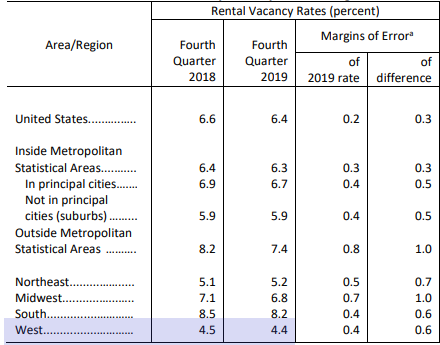 Rental Vacancy Rates (percent)
Area/Region Fourth Quarter 2018 Fourth Quarter 2019 Margins of Errorᵃ
of 2019 rate of difference
United States............... 6.6 6.4 0.2 0.3
Inside Metropolitan
Statistical Areas........... 6.4 6.3 0.3 0.3
In principal cities....... 6.9 6.7 0.4 0.5
Not in principal
cities (suburbs) ......... 5.9 5.9 0.4 0.5
Outside Metropolitan
Statistical Areas .......... 8.2 7.4 0.8 1.0
Northeast..................... 5.1 5.2 0.5 0.7
Midwest....................... 7.1 6.8 0.7 1.0
South............................ 8.5 8.2 0.4 0.6
West............................. 4.5 4.4 0.4 0.6